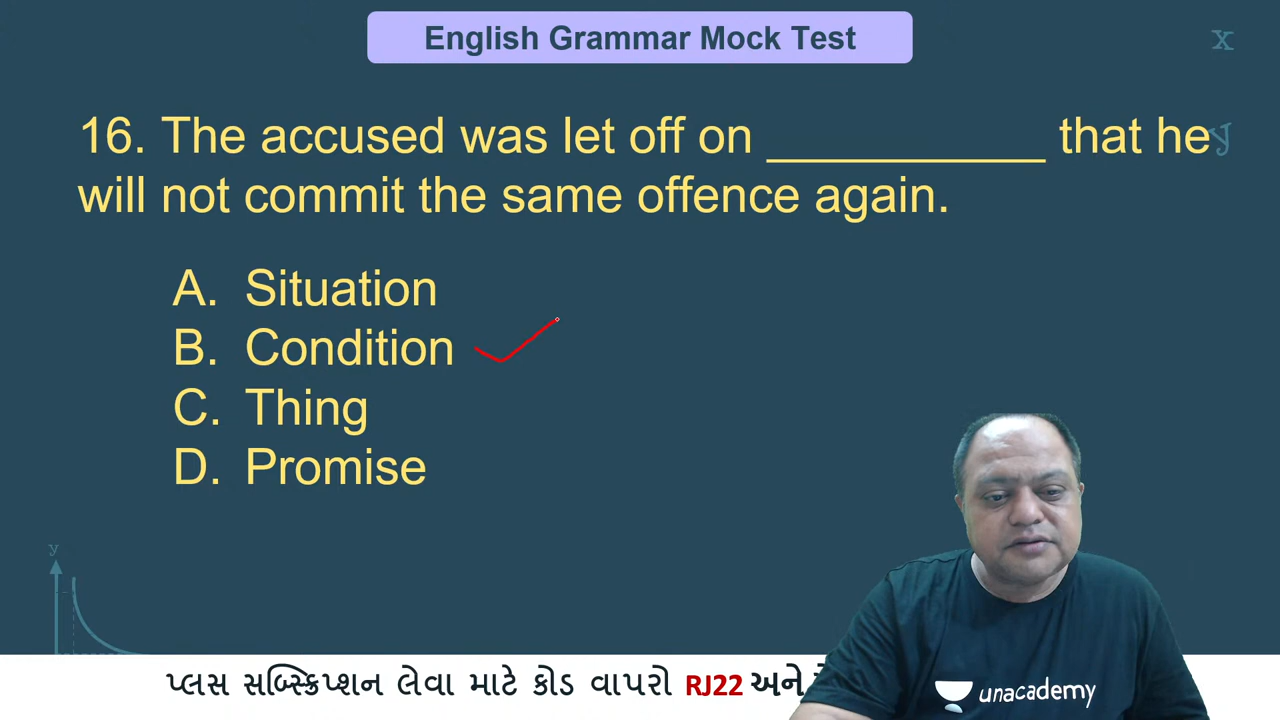 English Grammar Mock Test
x
16. The accused was let off on __________ that he
y
will not commit the same offence again.
A. Situation
B. Condition
C. Thing
D. Promise
y
પ્લસ સબ્સ્ક્રિપ્શન લેવા માટે કોડ વાપરો RJ22 અને
unacademy